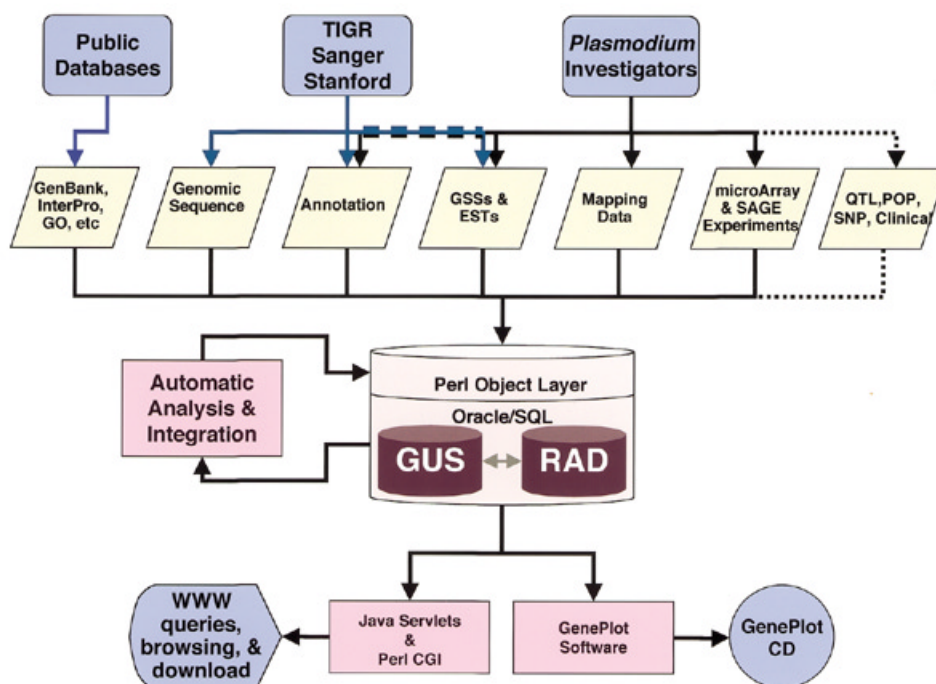 Public
Databases
TIGR
Sanger
Stanford
Plasmodium
Investigators
GenBank,
InterPro,
GO, etc
Genomic
Sequence
Annotation
GSSs &
ESTs
Mapping
Data
microArray
& SAGE
Experiments
QTL,POP,
SNP, Clinical
Automatic
Analysis &
Integration
Perl Object Layer
Oracle/SQL
GUS
RAD
WWW
queries,
browsing, &
download
Java Servlets
&
Perl CGI
GenePlot
Software
GenePlot
CD